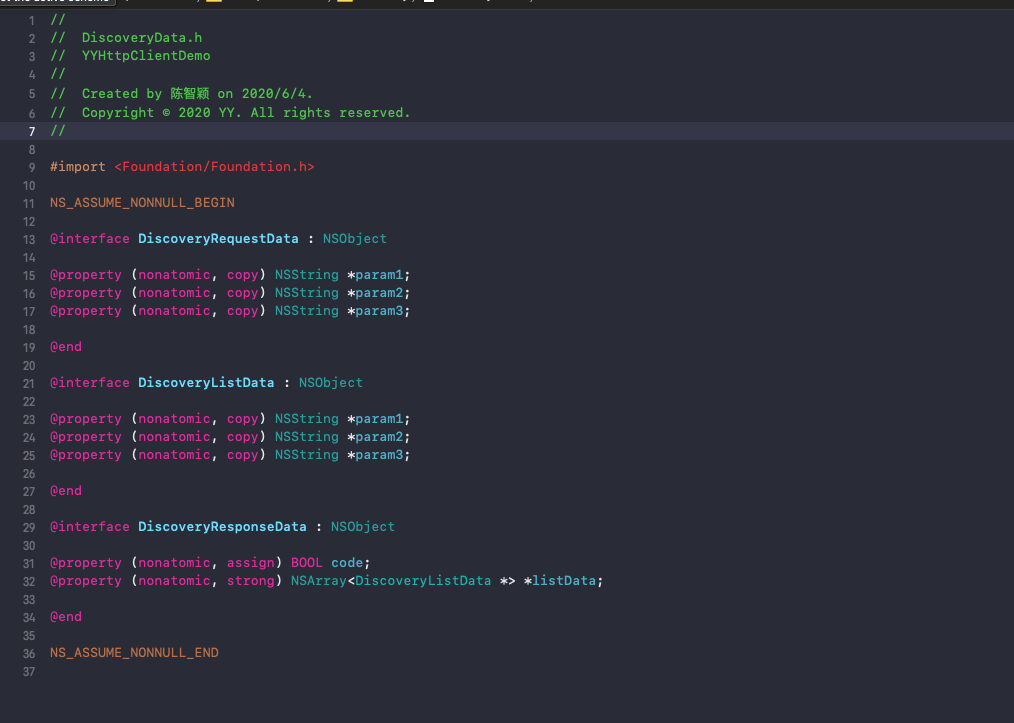 1 //
2 //  DiscoveryData.h
3 //  YYHttpClientDemo
4 //
5 //  Created by 陈智颖 on 2020/6/4.
6 //  Copyright © 2020 YY. All rights reserved.
7 //
8
9 #import <Foundation/Foundation.h>
10
11 NS_ASSUME_NONNULL_BEGIN
12
13 @interface DiscoveryRequestData : NSObject
14
15 @property (nonatomic, copy) NSString *param1;
16 @property (nonatomic, copy) NSString *param2;
17 @property (nonatomic, copy) NSString *param3;
18
19 @end
20
21 @interface DiscoveryListData : NSObject
22
23 @property (nonatomic, copy) NSString *param1;
24 @property (nonatomic, copy) NSString *param2;
25 @property (nonatomic, copy) NSString *param3;
26
27 @end
28
29 @interface DiscoveryResponseData : NSObject
30
31 @property (nonatomic, assign) BOOL code;
32 @property (nonatomic, strong) NSArray<DiscoveryListData *> *listData;
33
34 @end
35
36 NS_ASSUME_NONNULL_END
37